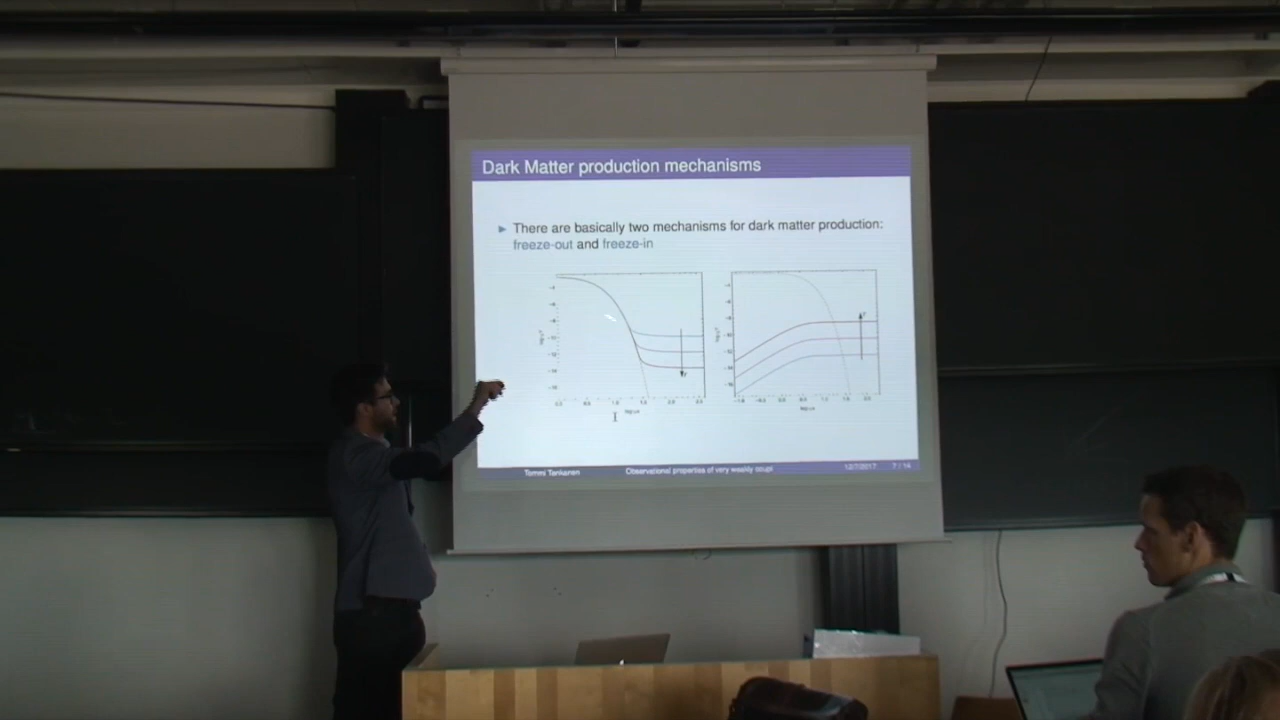 Dark Matter production mechanisms
There are basically two mechanisms for dark matter production:
freeze-out and freeze-in
Tommi Tenkanen
Observational properties of very weakly coupl
12/7/2017
7 / 14